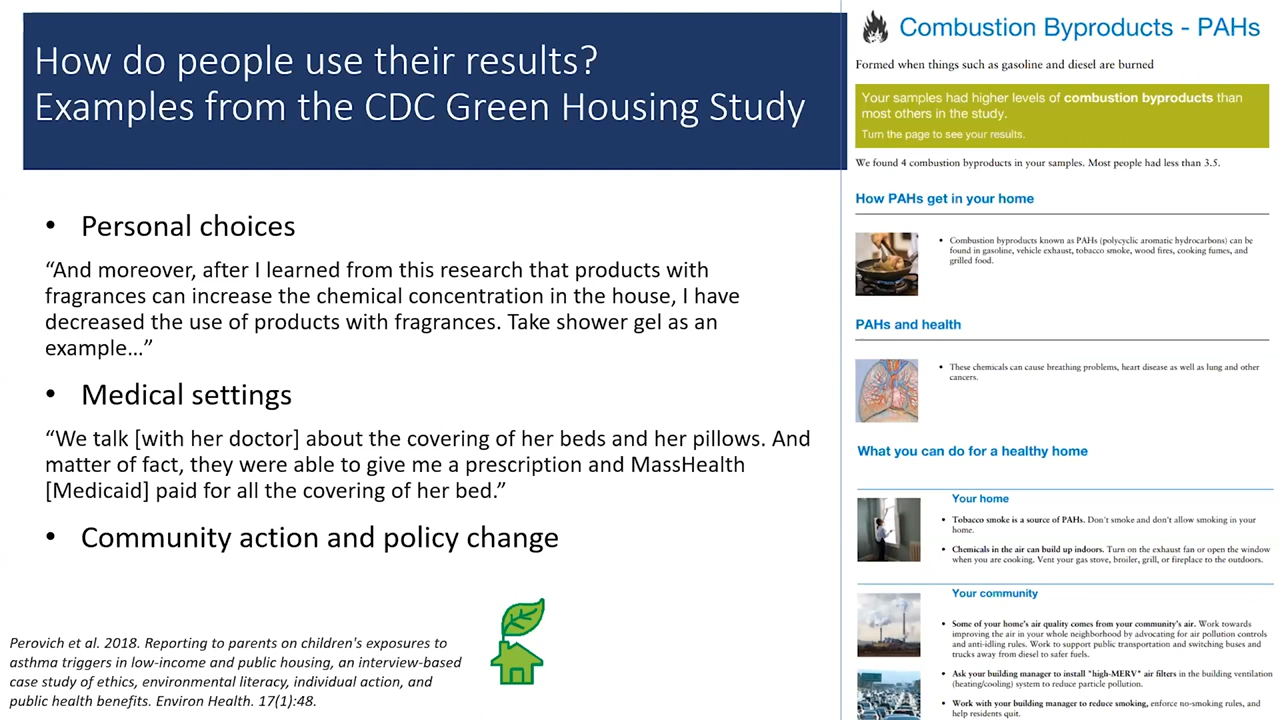 How do people use their results?
Examples from the CDC Green Housing Study
• Personal choices
“And moreover, after I learned from this research that products with
fragrances can increase the chemical concentration in the house, I have
decreased the use of products with fragrances. Take shower gel as an
example…”
• Medical settings
“We talk [with her doctor] about the covering of her beds and her pillows. And
matter of fact, they were able to give me a prescription and MassHealth
[Medicaid] paid for all the covering of her bed.”
• Community action and policy change
Perovich et al. 2018. Reporting to parents on children's exposures to
asthma triggers in low-income and public housing, an interview-based
case study of ethics, environmental literacy, individual action, and
public health benefits. Environ Health. 17(1):48.
Combustion Byproducts - PAHs
Formed when things such as gasoline and diesel are burned
Your samples had higher levels of combustion byproducts than
most others in the study.
Turn the page to see your results.
We found 4 combustion byproducts in your samples. Most people had less than 3.5.
How PAHs get in your home
• Combustion byproducts known as PAHs (polycyclic aromatic hydrocarbons) can be
found in gasoline, vehicle exhaust, tobacco smoke, wood fires, cooking fumes, and
grilled food.
PAHs and health
• These chemicals can cause breathing problems, heart disease as well as lung and other
cancers.
What you can do for a healthy home
Your home
• Tobacco smoke is a source of PAHs. Don't smoke and don't allow smoking in your
home.
• Chemicals in the air can build up indoors. Turn on the exhaust fan or open the window
when you are cooking. Vent your gas stove, broiler, grill, or fireplace to the outdoors.
Your community
• Some of your home's air quality comes from your community's air. Work towards
improving the air in your whole neighborhood by advocating for air pollution controls
and anti-idling rules. Work to support public transportation and switching buses and
trucks away from diesel to safer fuels.
• Ask your building manager to install "high-MERV" air filters in the building ventilation
(heating/cooling) system to reduce particle pollution.
• Work with your building manager to reduce smoking, enforce no-smoking rules, and
help residents quit.